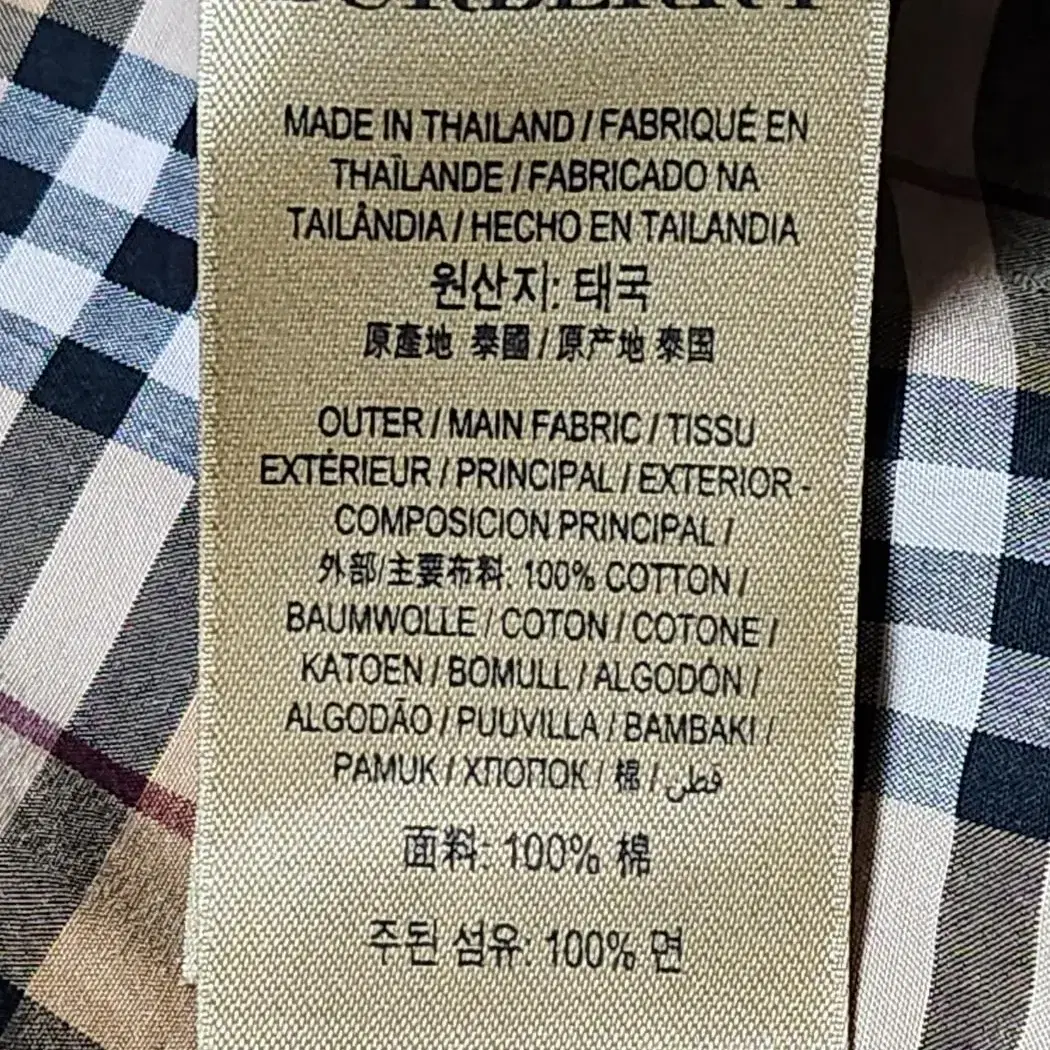 BURBERRY
MADE IN THAILAND / FABRIQUÉ EN
THAÏLANDE / FABRICADO NA
TAILÂNDIA / HECHO EN TAILANDIA
원산지: 태국
原產地 泰國 / 原产地 泰国
OUTER / MAIN FABRIC / TISSU
EXTÉRIEUR / PRINCIPAL / EXTERIOR -
COMPOSICION PRINCIPAL /
外部/主要布料: 100% COTTON /
BAUMWOLLE / COTON / COTONE /
KATOEN / BOMULL / ALGODÓN /
ALGODÃO / PUUVILLA / BAMBAKI /
PAMUK / ХЛОПОК / 棉 / قطن
面料: 100% 棉
주된 섬유: 100% 면